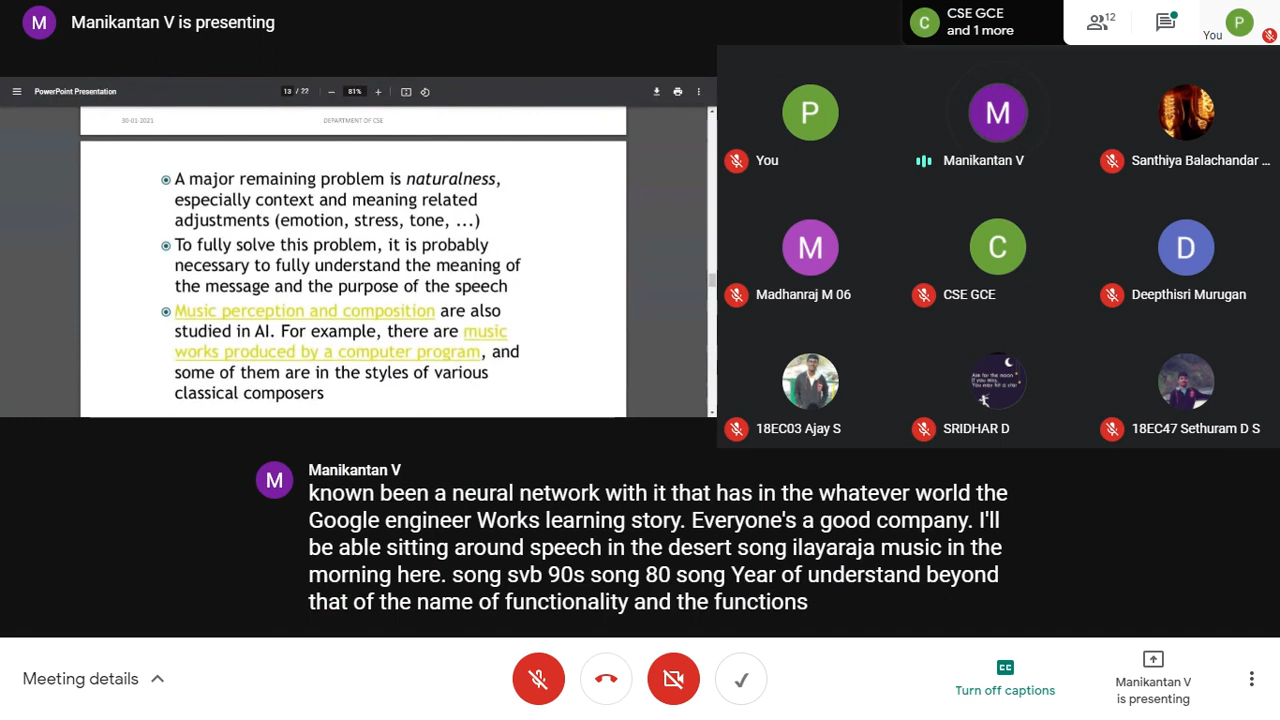 M Manikantan V is presenting
C CSE GCE
and 1 more
12
You P
PowerPoint Presentation 13 / 22 81%
30-01-2021 DEPARTMENT OF CSE
A major remaining problem is naturalness,
especially context and meaning related
adjustments (emotion, stress, tone, ...)
To fully solve this problem, it is probably
necessary to fully understand the meaning of
the message and the purpose of the speech
Music perception and composition are also
studied in AI. For example, there are music
works produced by a computer program, and
some of them are in the styles of various
classical composers
P M
You Manikantan V Santhiya Balachandar ...
M C D
Madhanraj M 06 CSE GCE Deepthisri Murugan
18EC03 Ajay S SRIDHAR D 18EC47 Sethuram D S
M Manikantan V
known been a neural network with it that has in the whatever world the
Google engineer Works learning story. Everyone's a good company. I'll
be able sitting around speech in the desert song ilayaraja music in the
morning here. song svb 90s song 80 song Year of understand beyond
that of the name of functionality and the functions
Meeting details
CC
Turn off captions
Manikantan V
is presenting